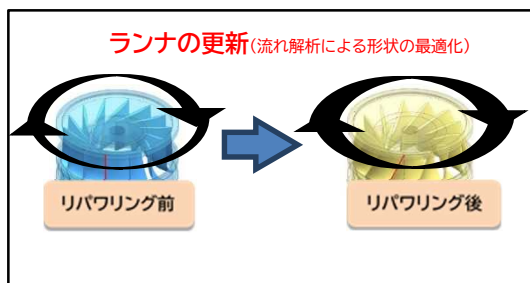 ランナの更新(流れ解析による形状の最適化)
リパワリング前
リパワリング後